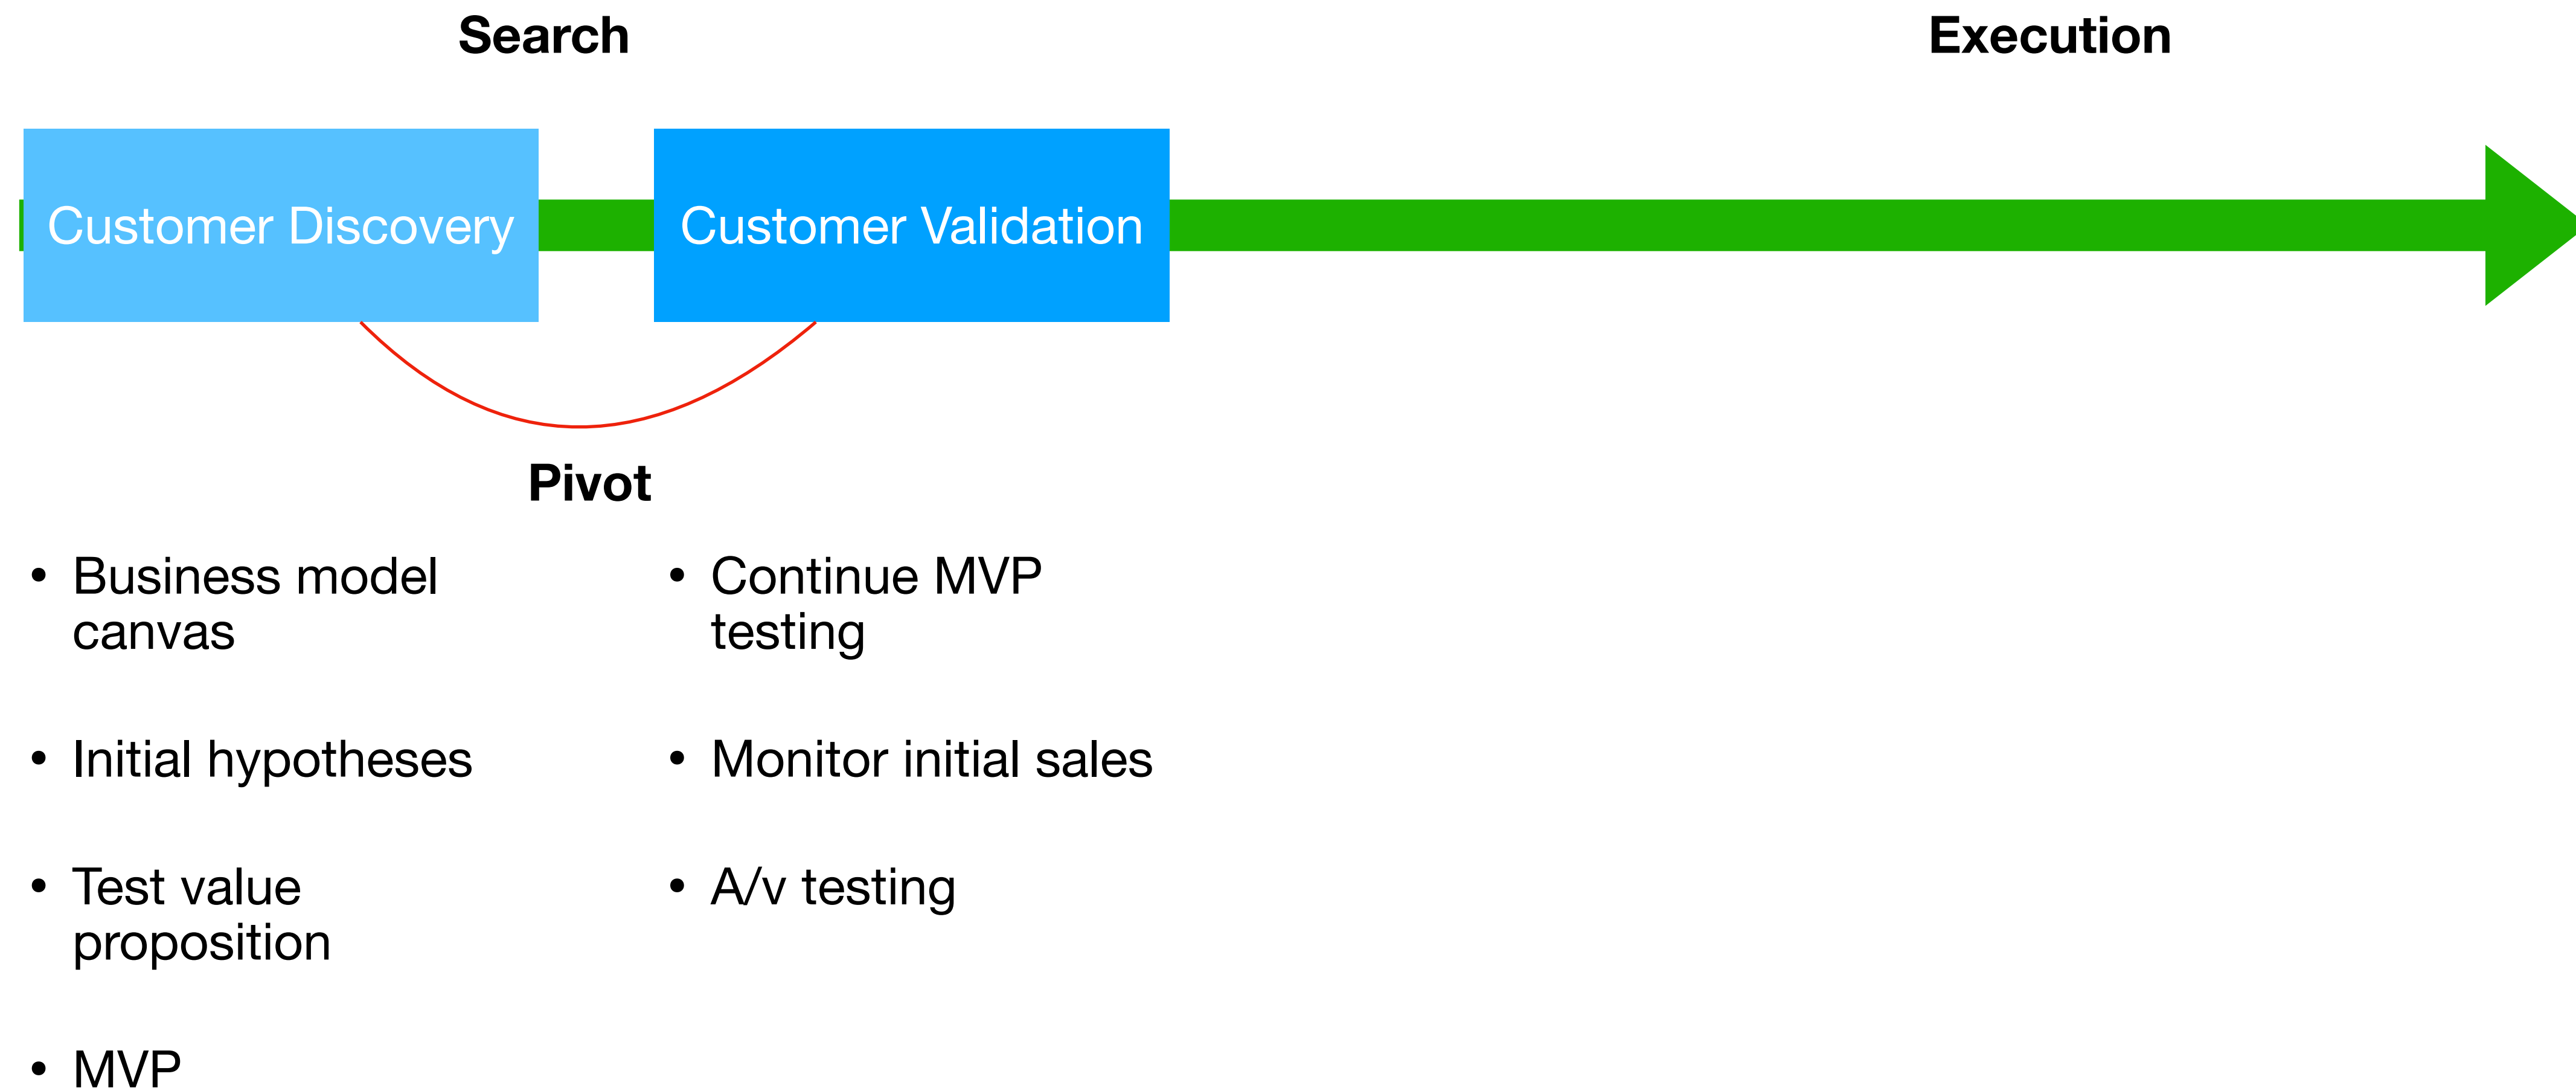 Search
Execution
Customer Discovery
Customer Validation
Pivot
• Business model
canvas
• Initial hypotheses
• Test value
proposition
• MVP
• Continue MVP
testing
• Monitor initial sales
• A/v testing